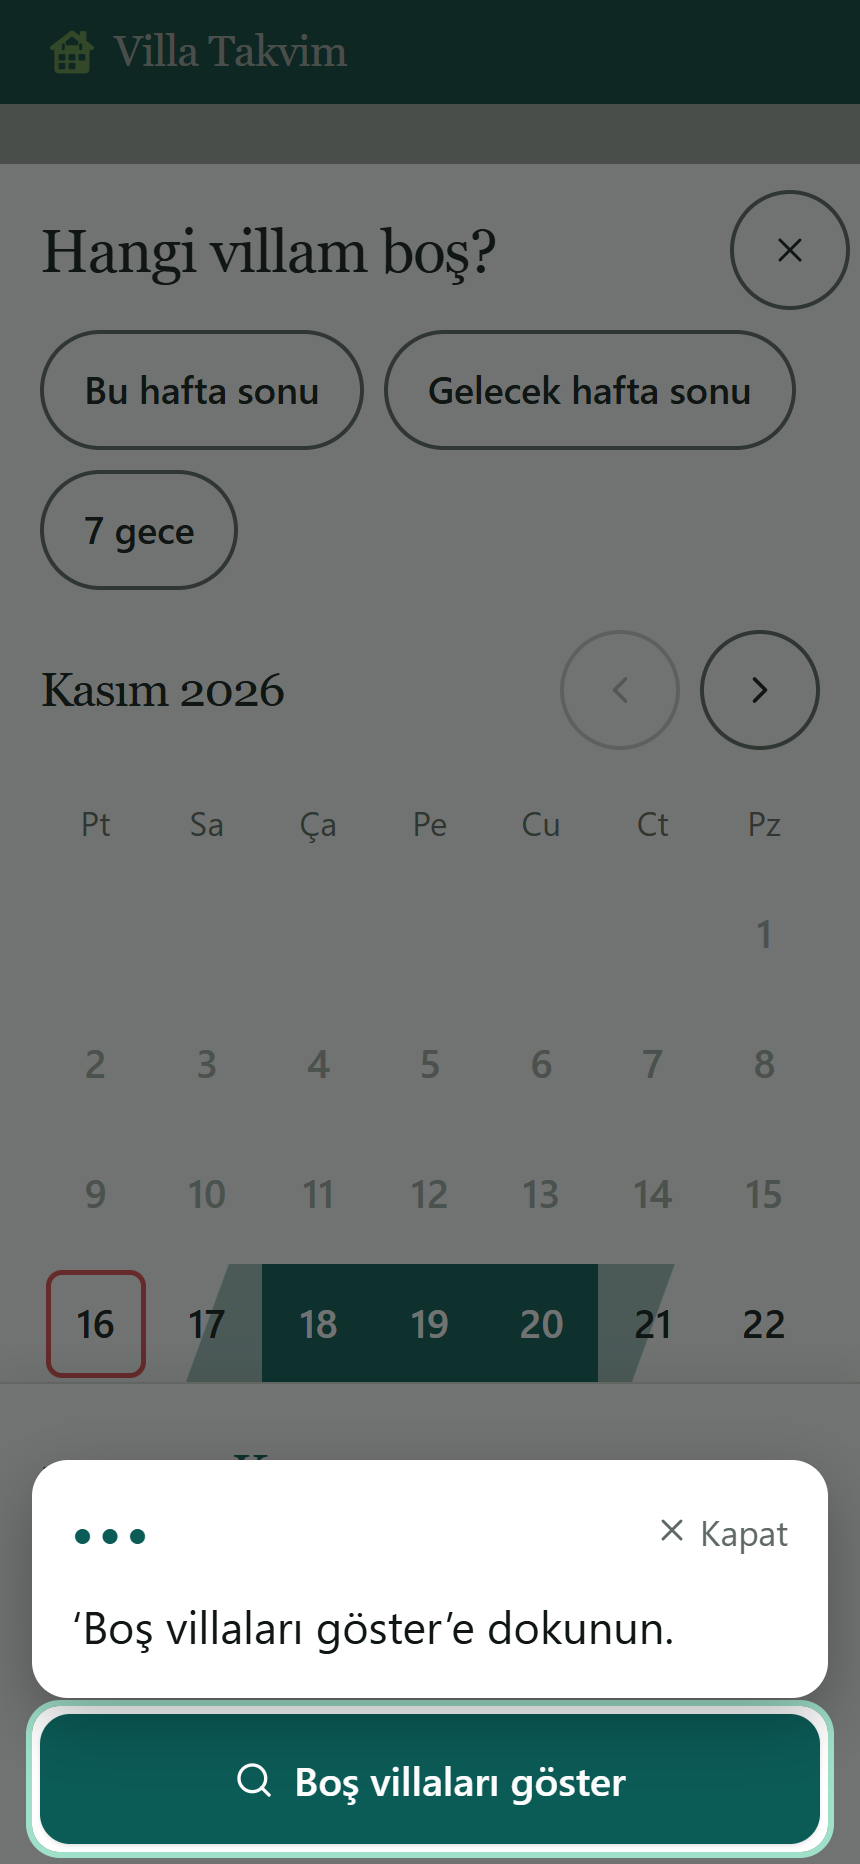 Villa Takvim
Hangi villam boş?
Bu hafta sonu
Gelecek hafta sonu
7 gece
Kasım 2026
Pt Sa Ça Pe Cu Ct Pz
1
2 3 4 5 6 7 8
9 10 11 12 13 14 15
16 17 18 19 20 21 22
Kapat
‘Boş villaları göster’e dokunun.
Boş villaları göster